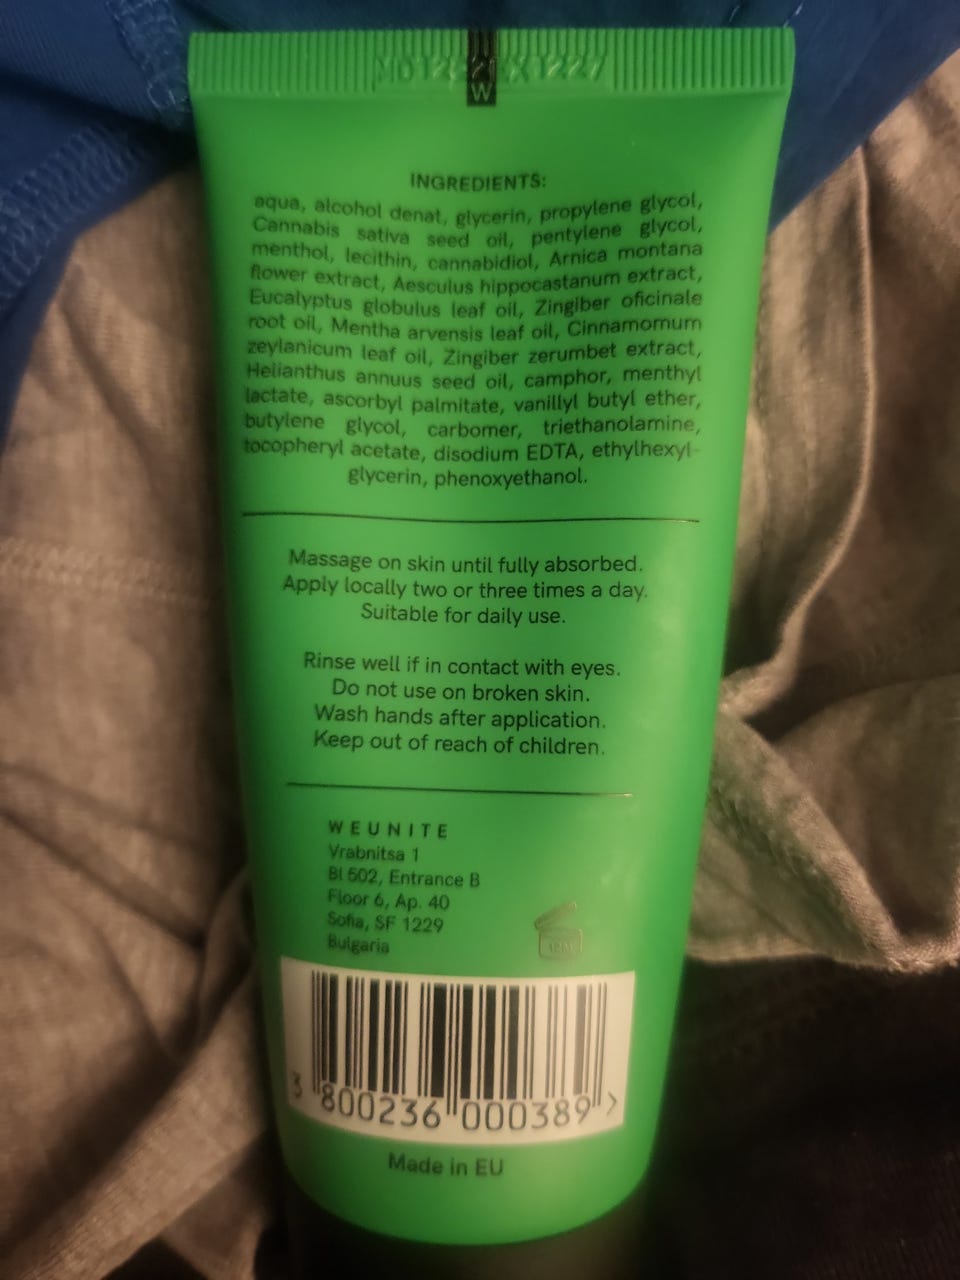 X1227
W
INGREDIENTS:
aqua, alcohol denat, glycerin, propylene glycol,
Cannabis sativa seed oil, pentylene glycol,
menthol, lecithin, cannabidiol, Arnica montana
flower extract, Aesculus hippocastanum extract,
Eucalyptus globulus leaf oil, Zingiber oficinale
root oil, Mentha arvensis leaf oil, Cinnamomum
zeylanicum leaf oil, Zingiber zerumbet extract,
Helianthus annuus seed oil, camphor, menthyl
lactate, ascorbyl palmitate, vanillyl butyl ether,
butylene glycol, carbomer, triethanolamine,
tocopheryl acetate, disodium EDTA, ethylhexyl-
glycerin, phenoxyethanol.
Massage on skin until fully absorbed.
Apply locally two or three times a day.
Suitable for daily use.
Rinse well if in contact with eyes.
Do not use on broken skin.
Wash hands after application.
Keep out of reach of children.
WEUNITE
Vrabnitsa 1
Bl 502, Entrance B
Floor 6, Ap. 40
Sofia, SF 1229
Bulgaria
12M
3 800236 000389 >
Made in EU